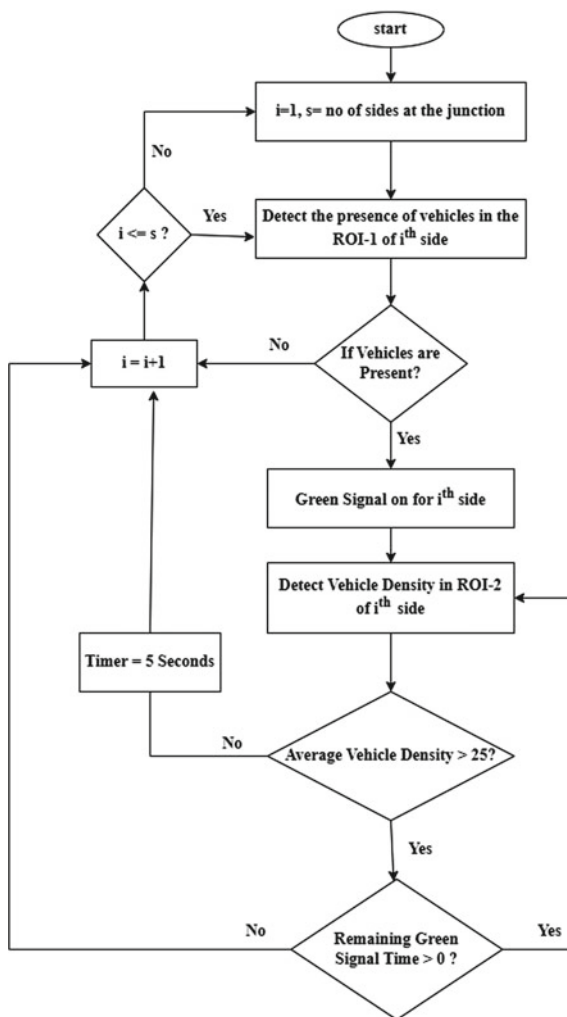 start
i=1, s= no of sides at the junction
No
i <= s ?
Yes
Detect the presence of vehicles in the
ROI-1 of iᵗʰ side
i = i+1
No
If Vehicles are
Present?
Yes
Green Signal on for iᵗʰ side
Detect Vehicle Density in ROI-2
of iᵗʰ side
Timer = 5 Seconds
No
Average Vehicle Density > 25?
Yes
No
Remaining Green
Signal Time > 0 ?
Yes